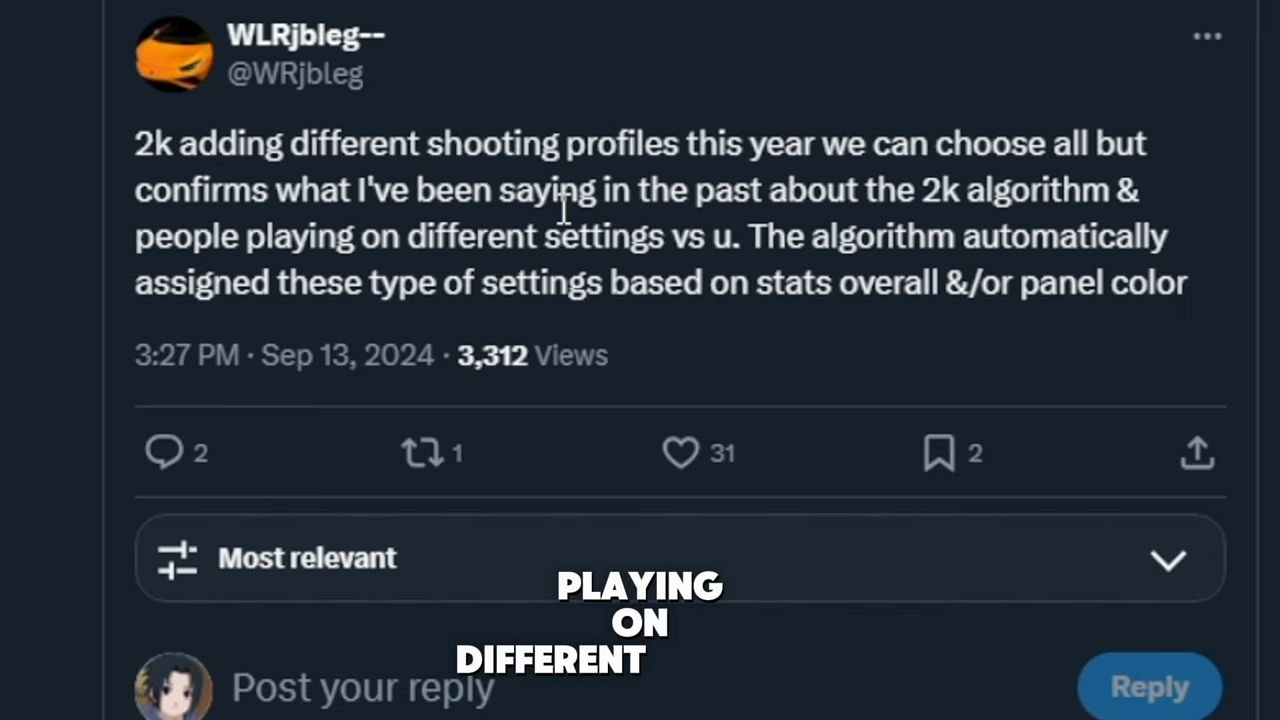 WLRjbleg--
@WRjbleg
2k adding different shooting profiles this year we can choose all but
confirms what I've been saying in the past about the 2k algorithm &
people playing on different settings vs u. The algorithm automatically
assigned these type of settings based on stats overall &/or panel color
3:27 PM · Sep 13, 2024 · 3,312 Views
2 1 31 2
Most relevant
PLAYING
ON
DIFFERENT
Post your reply
Reply